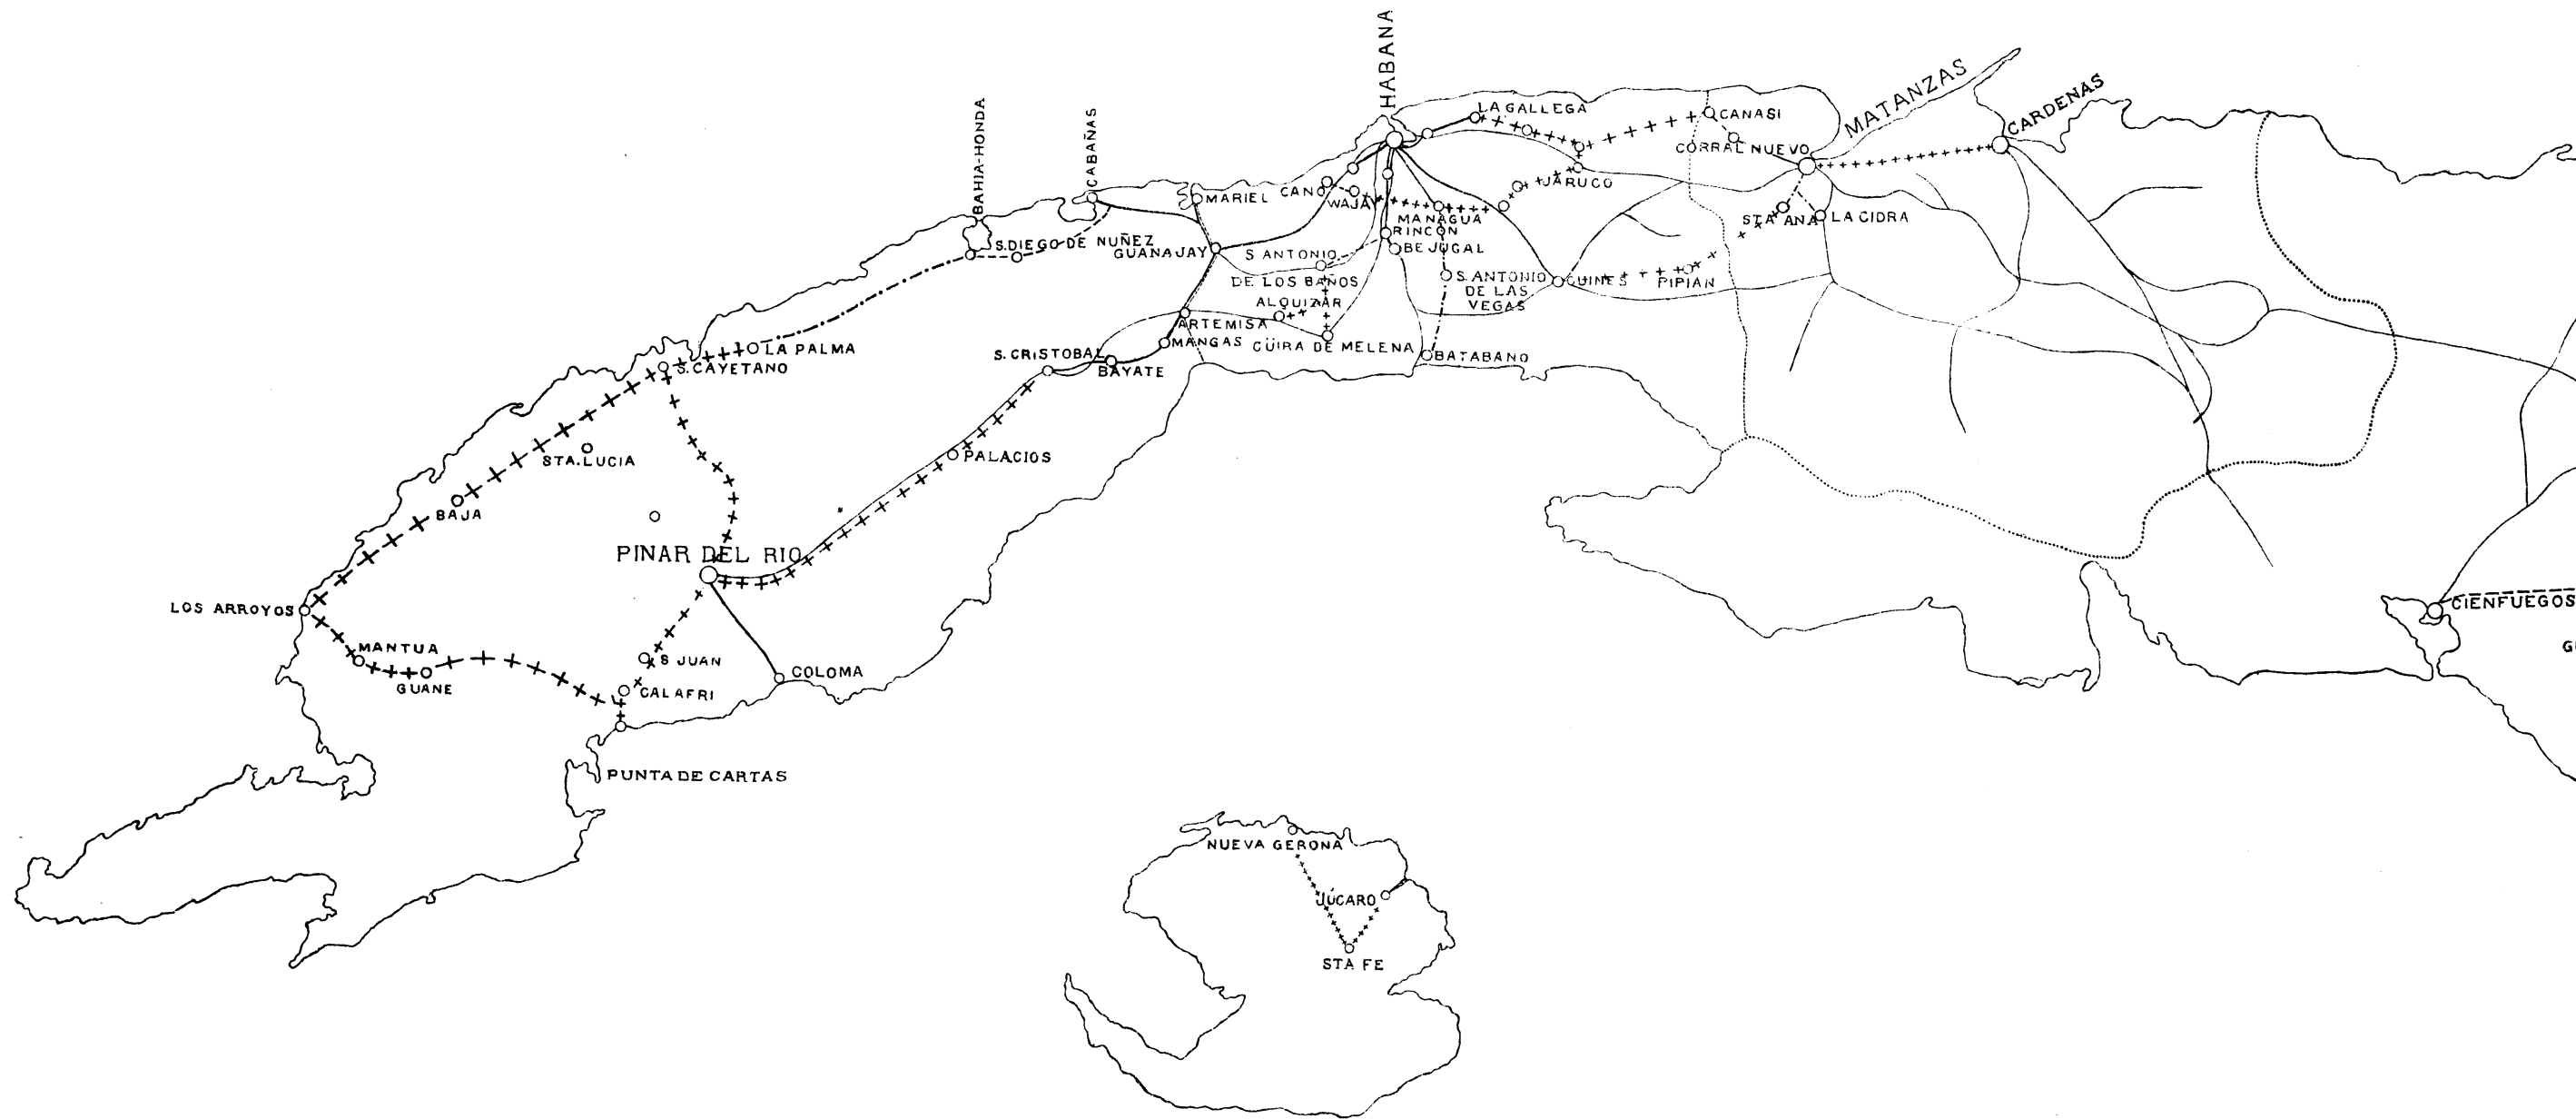 HABANA
MATANZAS
CARDENAS
BAHIA-HONDA
CABAÑAS
LA GALLEGA
CANASI
CORRAL NUEVO
JARUCO
MARIEL
CANO
WAJAY
MANAGUA
RINCON
BEJUCAL
STA ANA
LA CIDRA
S. DIEGO DE NUÑEZ
GUANAJAY
S ANTONIO
DE LOS BAÑOS
S. ANTONIO
DE LAS
VEGAS
GUINES
PIPIAN
ALQUIZAR
ARTEMISA
MANGAS
GÜIRA DE MELENA
BATABANO
S. CRISTOBAL
BAYATE
LA PALMA
S. CAYETANO
STA. LUCIA
PALACIOS
BAJA
PINAR DEL RIO
LOS ARROYOS
MANTUA
GUANE
S JUAN
CALAFRI
COLOMA
CIENFUEGOS
PUNTA DE CARTAS
NUEVA GERONA
JÚCARO
STA FE